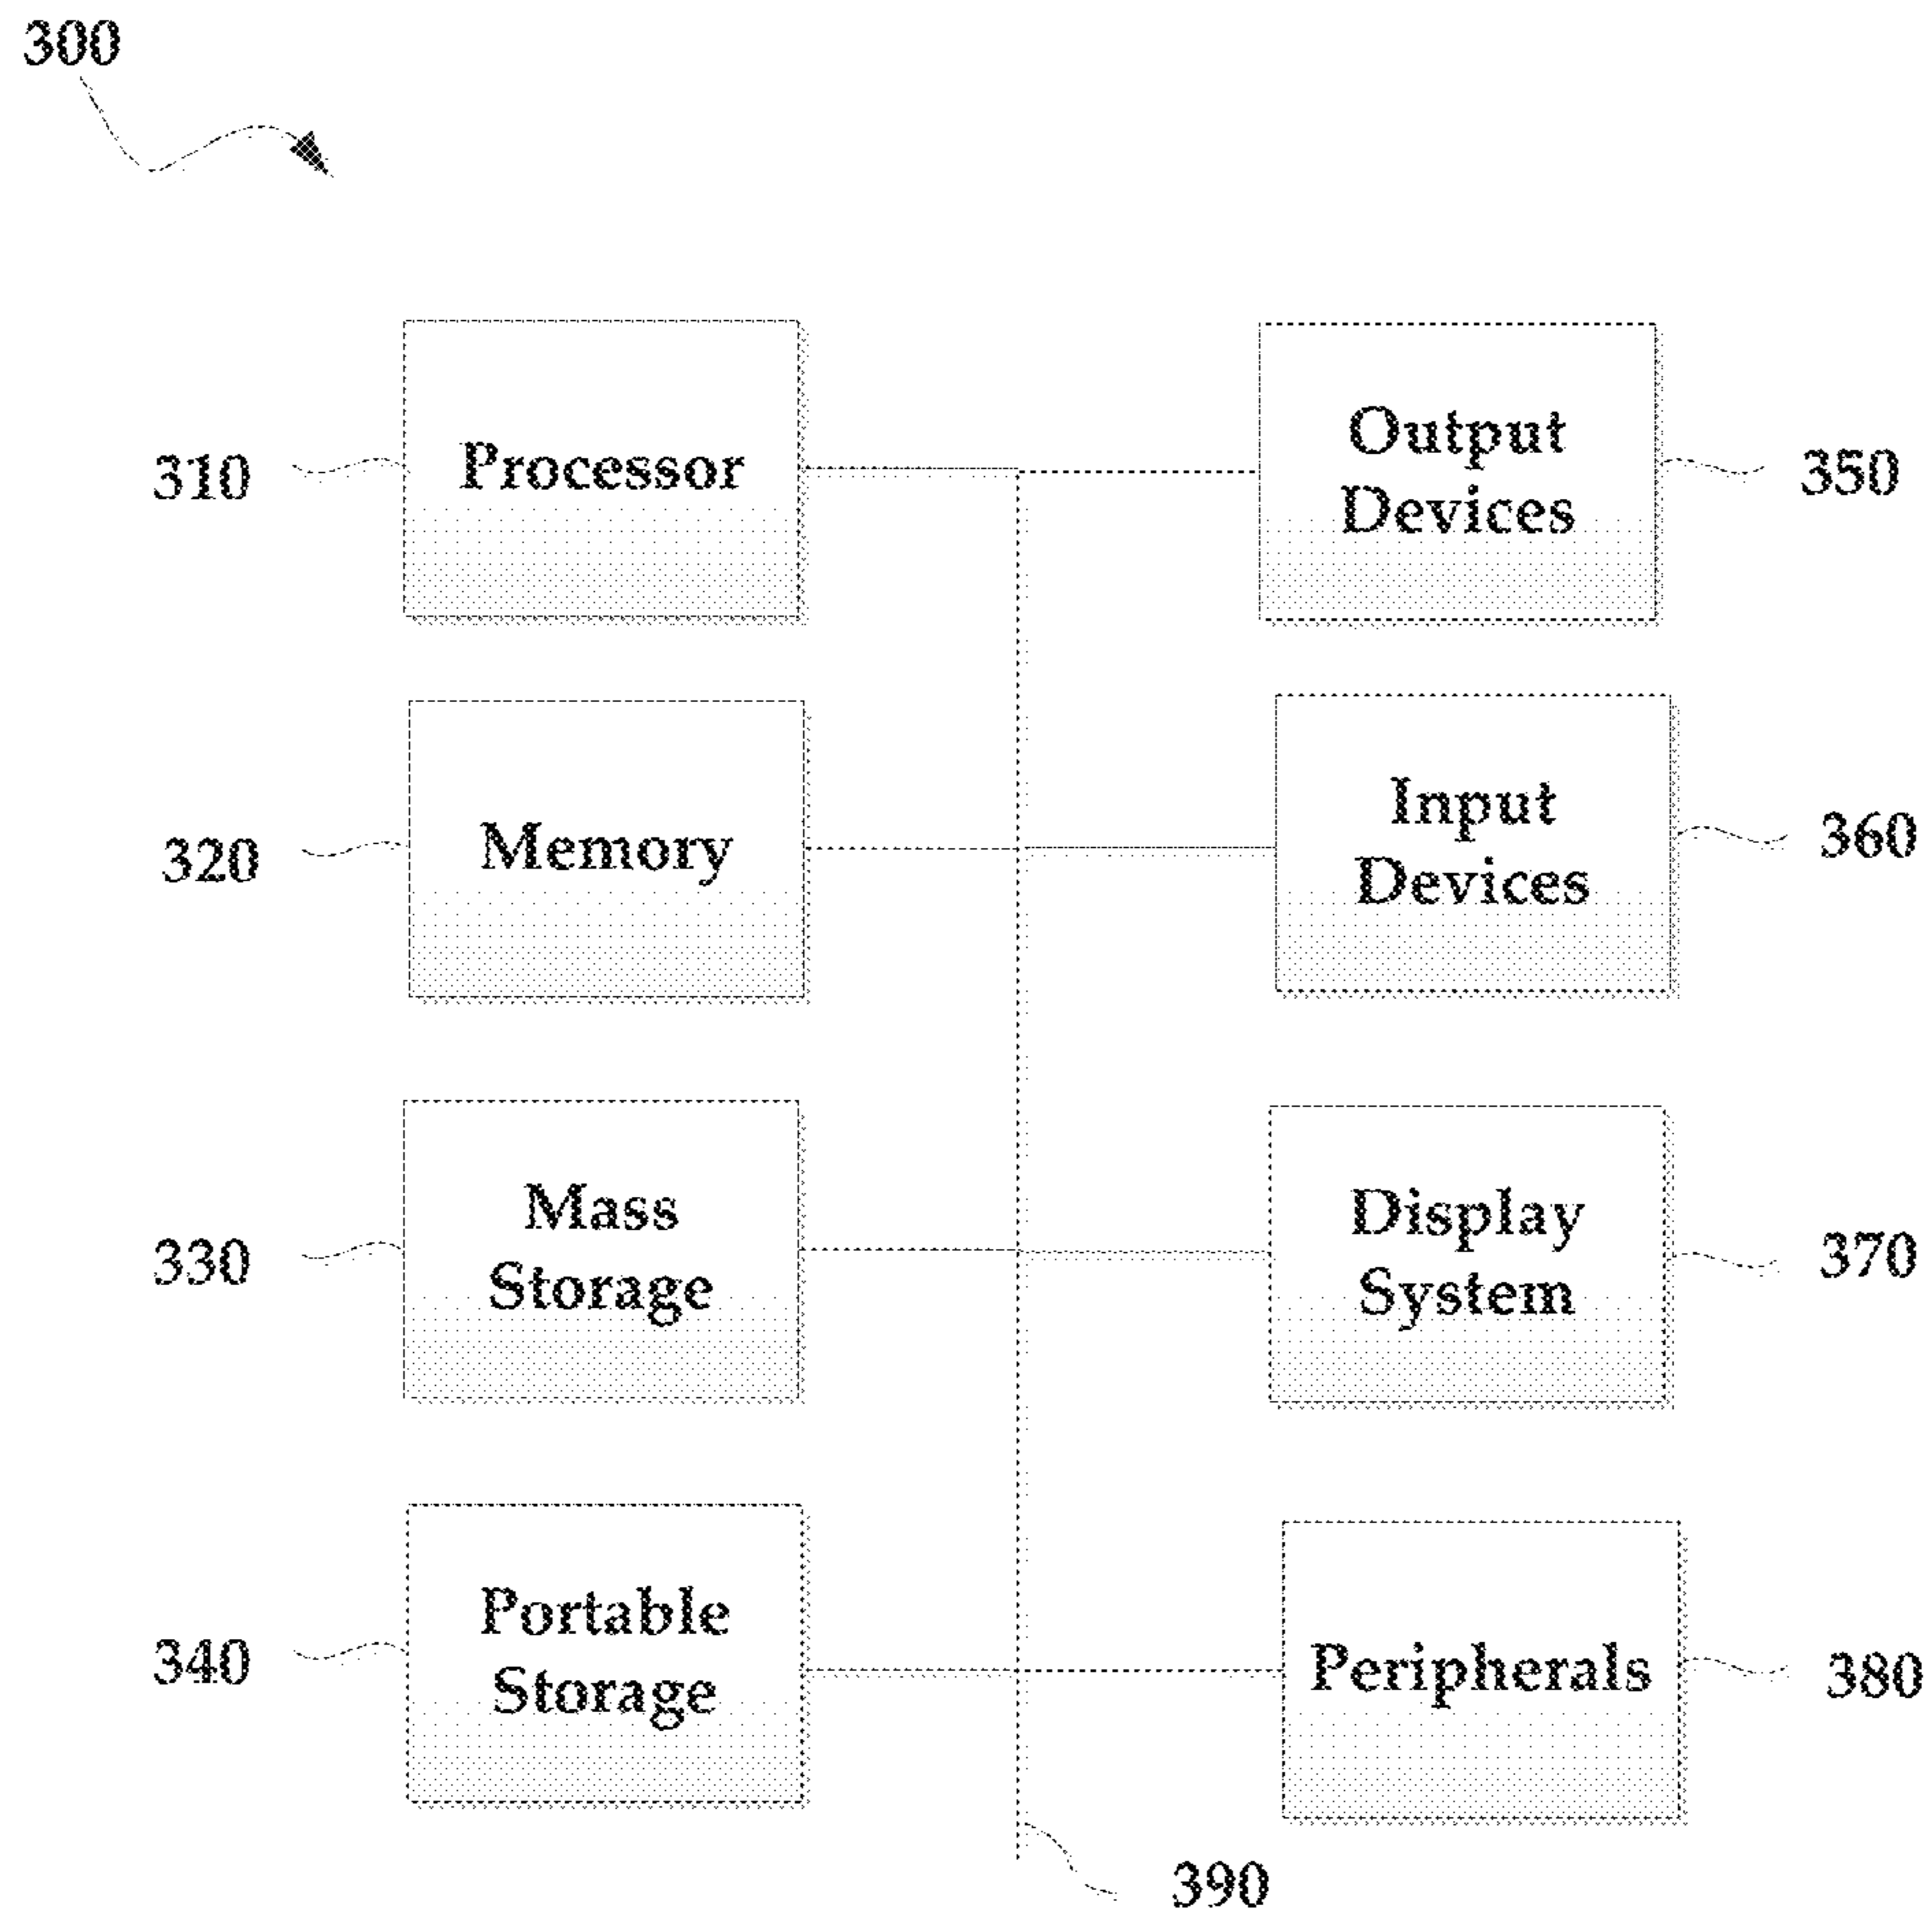 300
310
Processor
Output
Devices
350
320
Memory
Input
Devices
360
330
Mass
Storage
Display
System
370
340
Portable
Storage
Peripherals
380
390